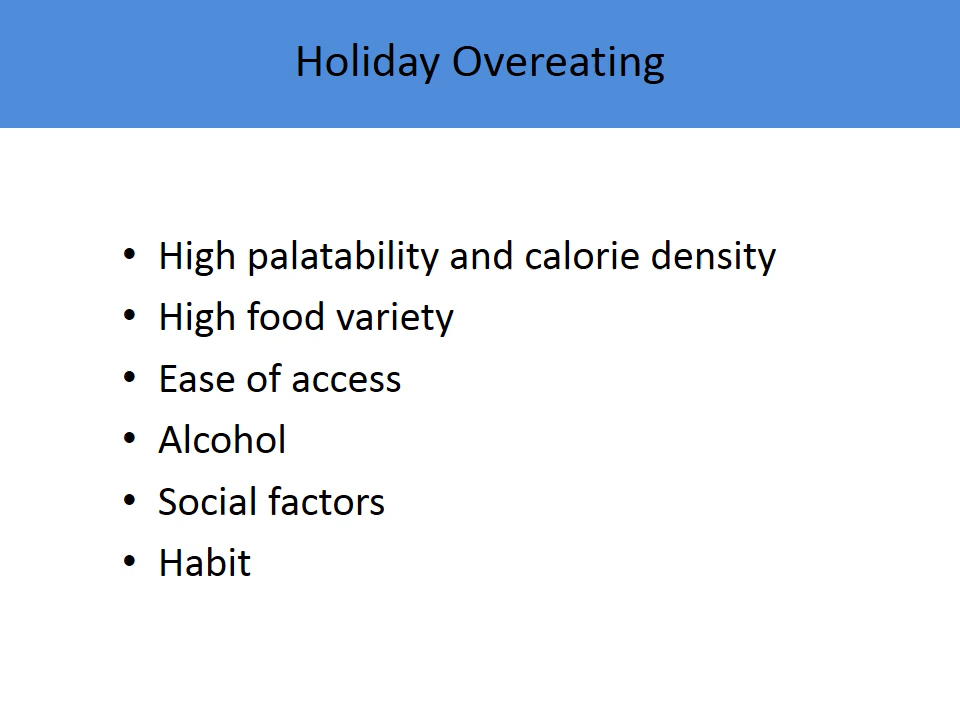 Holiday Overeating
• High palatability and calorie density
• High food variety
• Ease of access
• Alcohol
• Social factors
• Habit